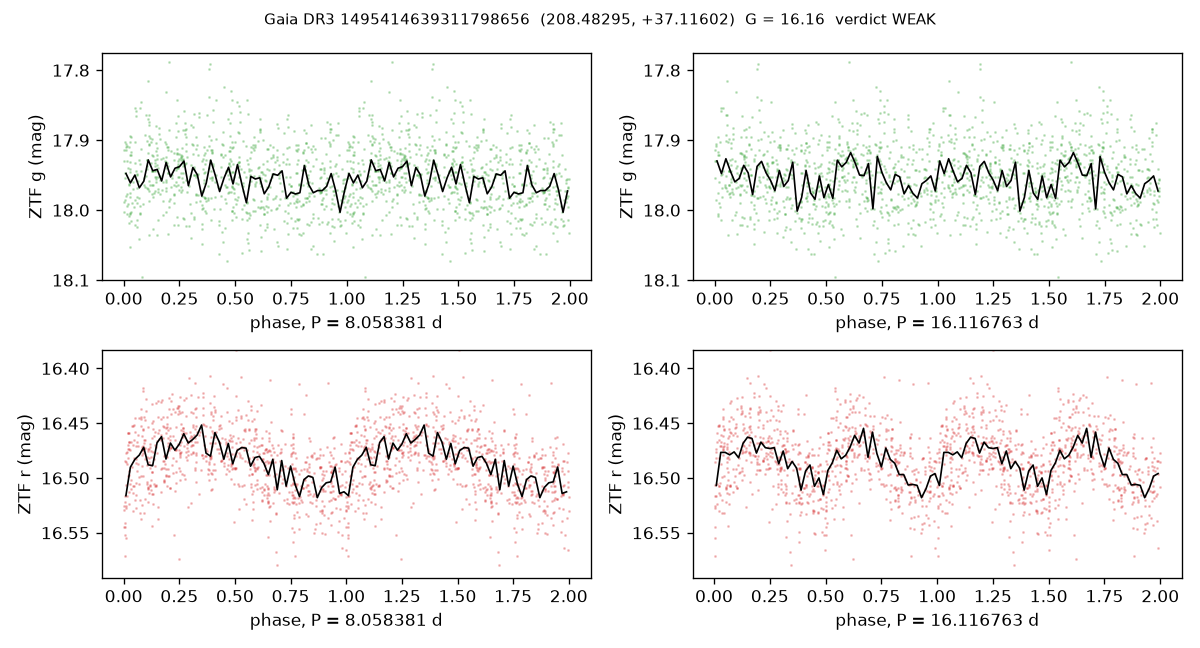 Gaia DR3 1495414639311798656  (208.48295, +37.11602)  G = 16.16  verdict WEAK
ZTF g (mag)
17.8
17.9
18.0
18.1
0.00 0.25 0.50 0.75 1.00 1.25 1.50 1.75 2.00
phase, P = 8.058381 d
ZTF g (mag)
17.8
17.9
18.0
18.1
0.00 0.25 0.50 0.75 1.00 1.25 1.50 1.75 2.00
phase, P = 16.116763 d
ZTF r (mag)
16.40
16.45
16.50
16.55
0.00 0.25 0.50 0.75 1.00 1.25 1.50 1.75 2.00
phase, P = 8.058381 d
ZTF r (mag)
16.40
16.45
16.50
16.55
0.00 0.25 0.50 0.75 1.00 1.25 1.50 1.75 2.00
phase, P = 16.116763 d